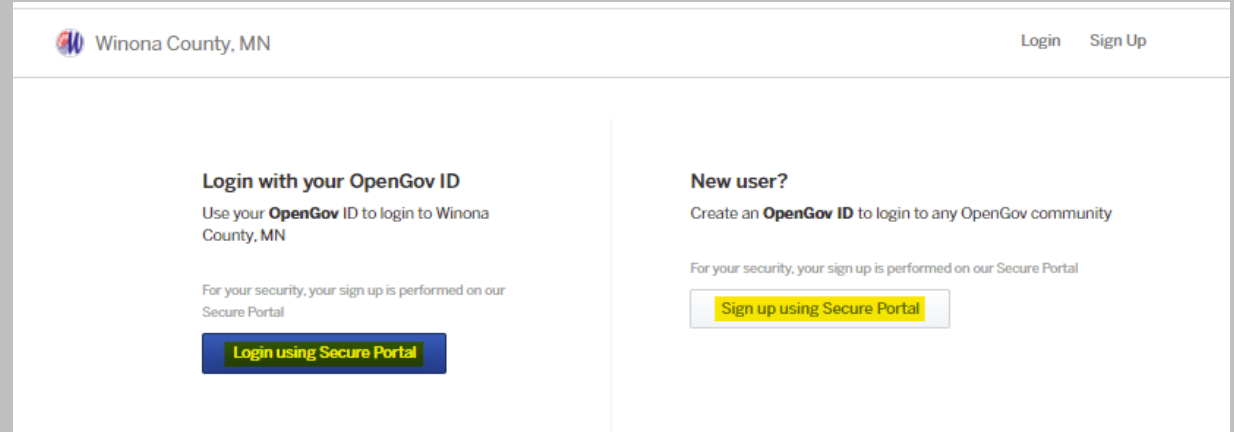 Winona County, MN
Login Sign Up
Login with your OpenGov ID
Use your OpenGov ID to login to Winona
County, MN
For your security, your sign up is performed on our
Secure Portal
Login using Secure Portal
New user?
Create an OpenGov ID to login to any OpenGov community
For your security, your sign up is performed on our Secure Portal
Sign up using Secure Portal